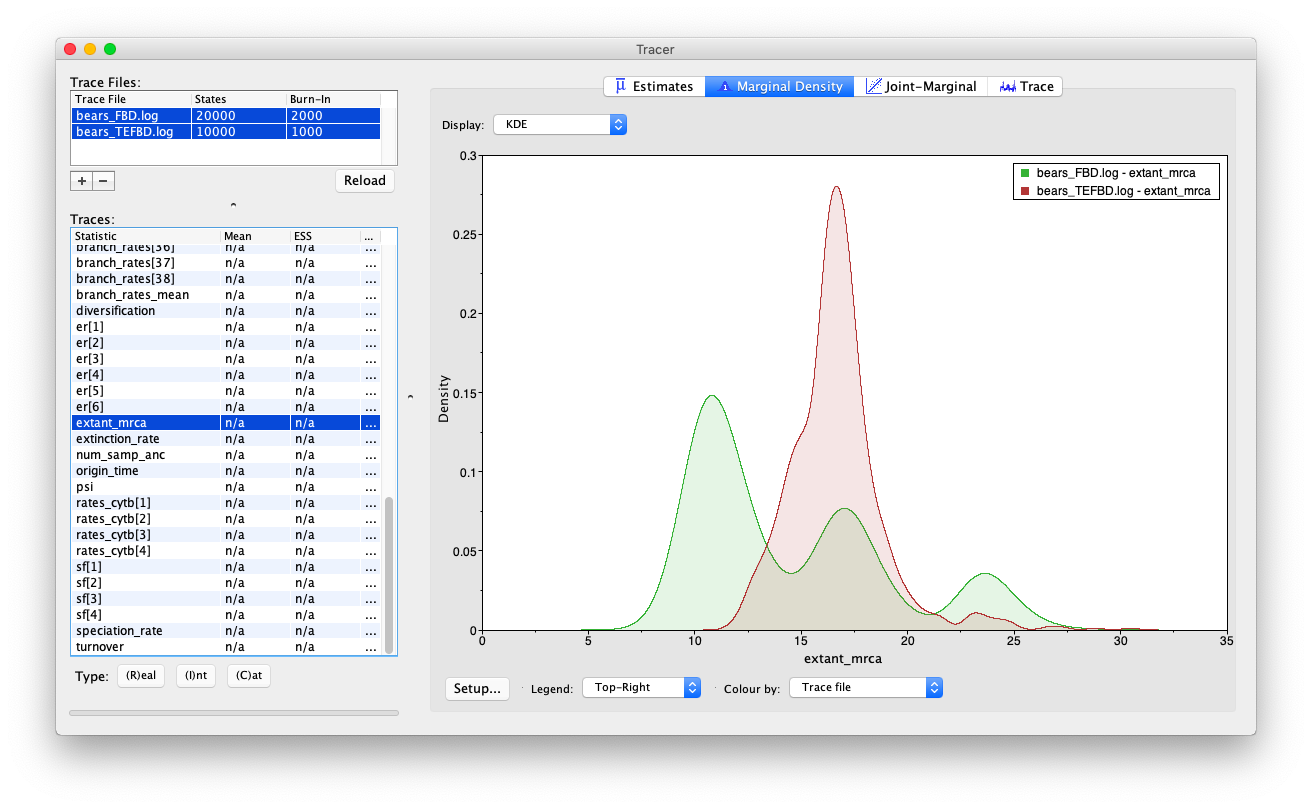 Tracer
Trace Files:
Trace File States Burn-In
bears_FBD.log 20000 2000
bears_TEFBD.log 10000 1000
+ −
Reload
Traces:
Statistic Mean ESS ...
branch_rates[36] n/a n/a ...
branch_rates[37] n/a n/a ...
branch_rates[38] n/a n/a ...
branch_rates_mean n/a n/a ...
diversification n/a n/a ...
er[1] n/a n/a ...
er[2] n/a n/a ...
er[3] n/a n/a ...
er[4] n/a n/a ...
er[5] n/a n/a ...
er[6] n/a n/a ...
extant_mrca n/a n/a ...
extinction_rate n/a n/a ...
num_samp_anc n/a n/a ...
origin_time n/a n/a ...
psi n/a n/a ...
rates_cytb[1] n/a n/a ...
rates_cytb[2] n/a n/a ...
rates_cytb[3] n/a n/a ...
rates_cytb[4] n/a n/a ...
sf[1] n/a n/a ...
sf[2] n/a n/a ...
sf[3] n/a n/a ...
sf[4] n/a n/a ...
speciation_rate n/a n/a ...
turnover n/a n/a ...
Type: (R)eal (I)nt (C)at
Estimates Marginal Density Joint-Marginal Trace
Display: KDE
bears_FBD.log - extant_mrca
bears_TEFBD.log - extant_mrca
0.3
0.25
0.2
0.15
0.1
0.05
0
Density
0 5 10 15 20 25 30 35
extant_mrca
Setup... Legend: Top-Right Colour by: Trace file